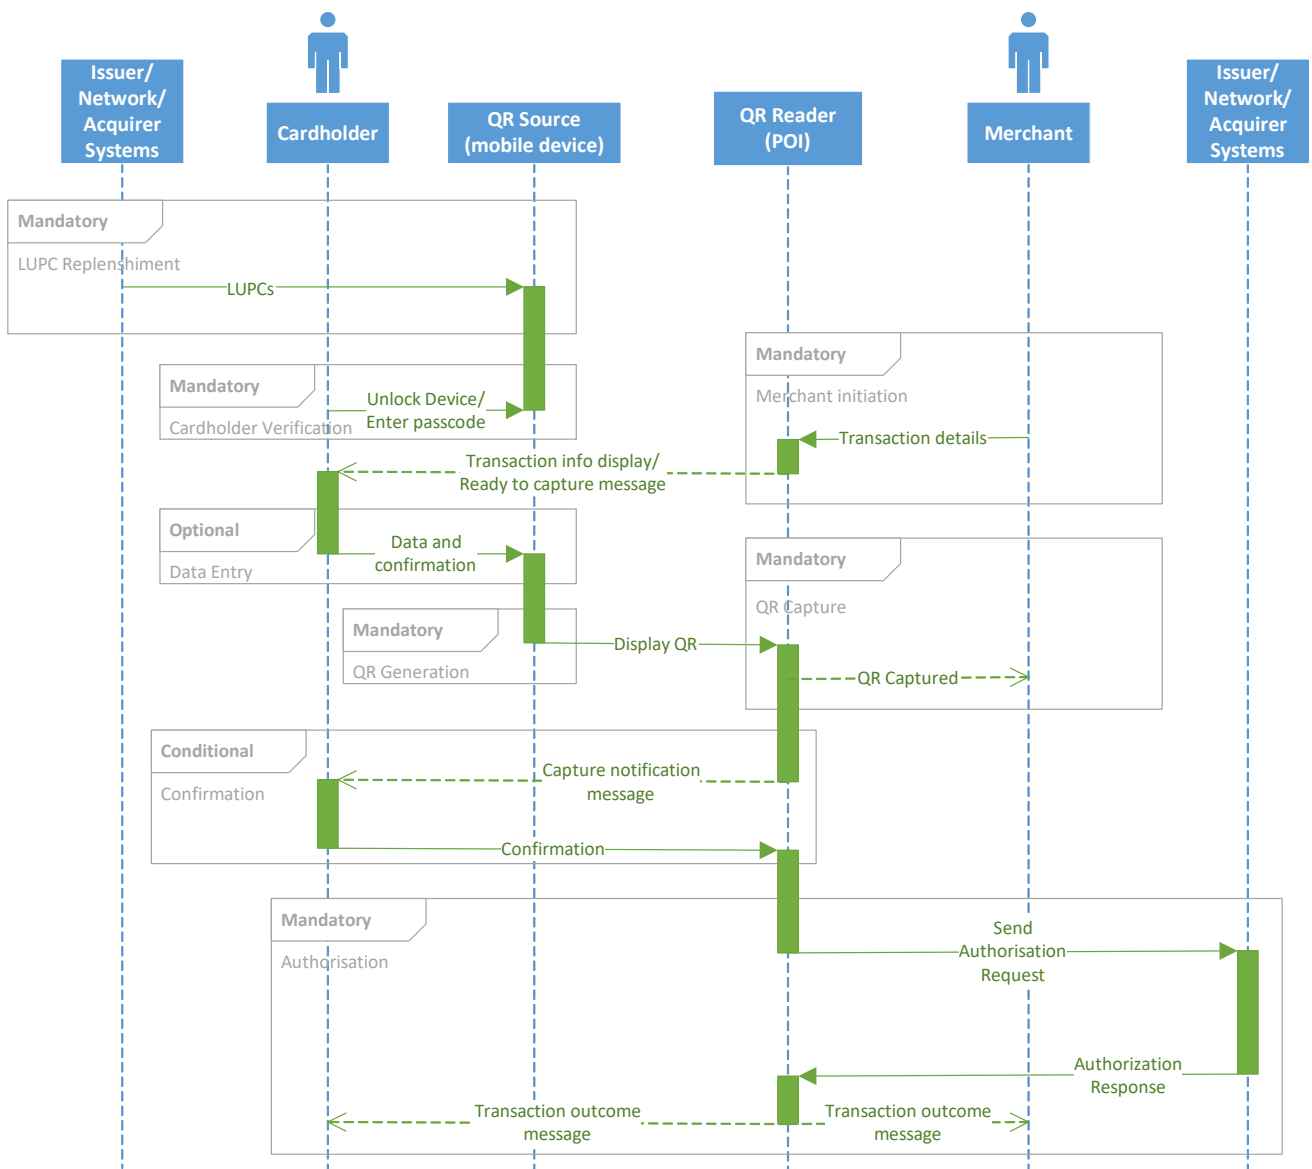 Issuer/
Network/
Acquirer
Systems
Cardholder
QR Source
(mobile device)
QR Reader
(POI)
Merchant
Issuer/
Network/
Acquirer
Systems
Mandatory
LUPC Replenshiment
LUPCs
Mandatory
Merchant initiation
Mandatory
Cardholder Verification
Unlock Device/
Enter passcode
Transaction details
Transaction info display/
Ready to capture message
Optional
Data Entry
Data and
confirmation
Mandatory
QR Capture
Mandatory
QR Generation
Display QR
QR Captured
Conditional
Confirmation
Capture notification
message
Confirmation
Mandatory
Authorisation
Send
Authorisation
Request
Authorization
Response
Transaction outcome
message
Transaction outcome
message